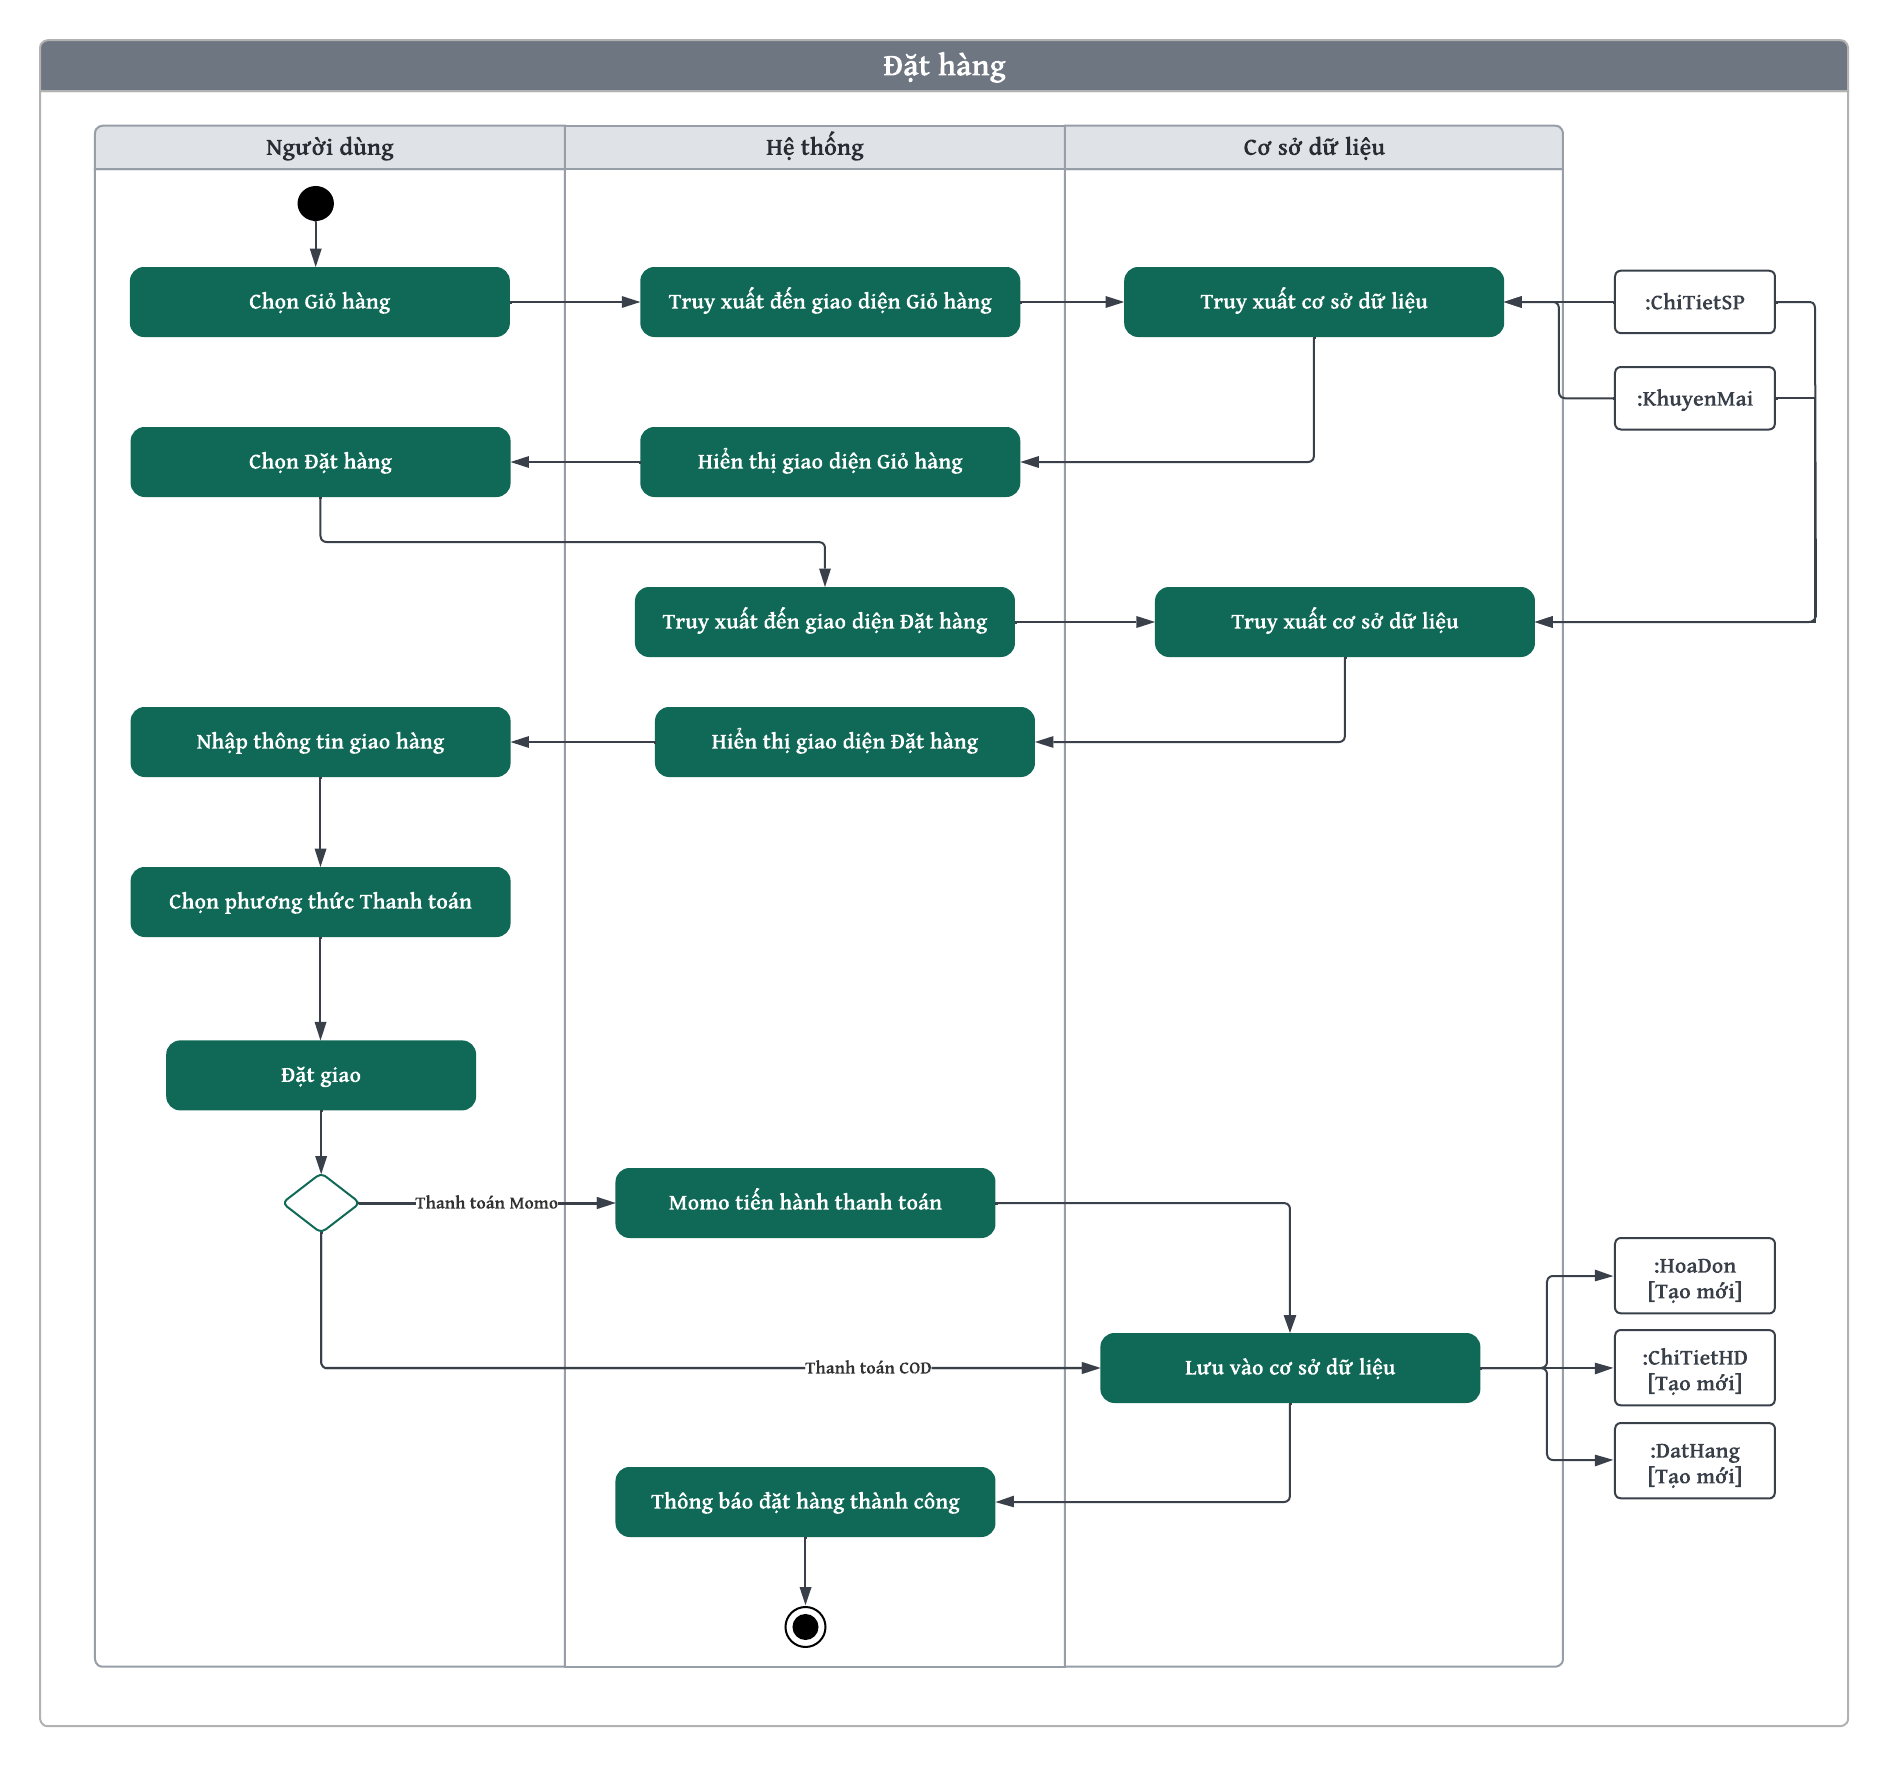 Đặt hàng
Người dùng
Hệ thống
Cơ sở dữ liệu
Chọn Giỏ hàng
Truy xuất đến giao diện Giỏ hàng
Truy xuất cơ sở dữ liệu
:ChiTietSP
:KhuyenMai
Chọn Đặt hàng
Hiển thị giao diện Giỏ hàng
Truy xuất đến giao diện Đặt hàng
Truy xuất cơ sở dữ liệu
Nhập thông tin giao hàng
Hiển thị giao diện Đặt hàng
Chọn phương thức Thanh toán
Đặt giao
Thanh toán Momo
Momo tiến hành thanh toán
:HoaDon
[Tạo mới]
Thanh toán COD
Lưu vào cơ sở dữ liệu
:ChiTietHD
[Tạo mới]
:DatHang
[Tạo mới]
Thông báo đặt hàng thành công